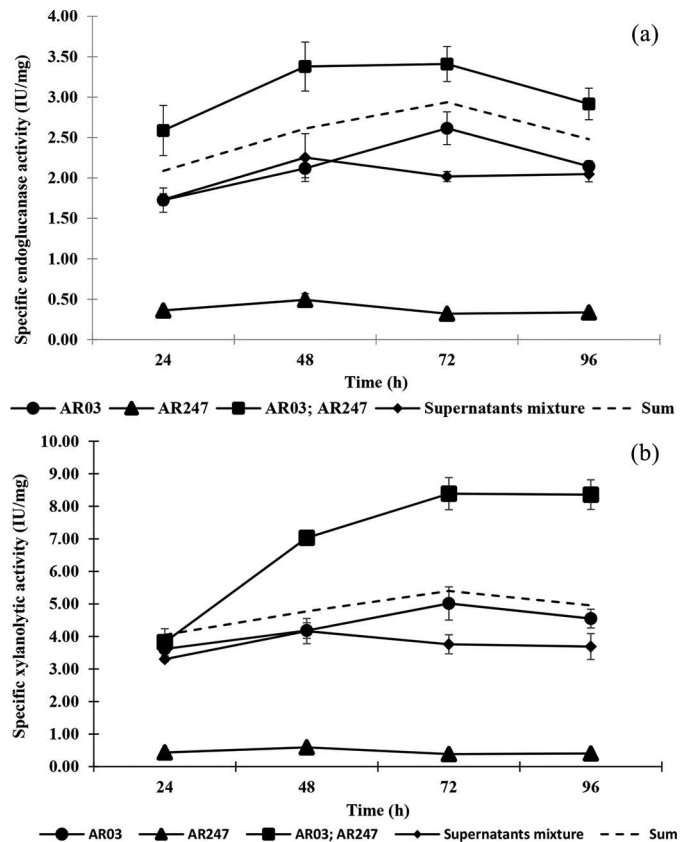 (a)
Specific endoglucanase activity (IU/mg)
4.00
3.50
3.00
2.50
2.00
1.50
1.00
0.50
0.00
24 48 72 96
Time (h)
AR03 AR247 AR03; AR247 Supernatants mixture Sum
(b)
Specific xylanolytic activity (IU/mg)
10.00
9.00
8.00
7.00
6.00
5.00
4.00
3.00
2.00
1.00
0.00
24 48 72 96
Time (h)
AR03 AR247 AR03; AR247 Supernatants mixture Sum